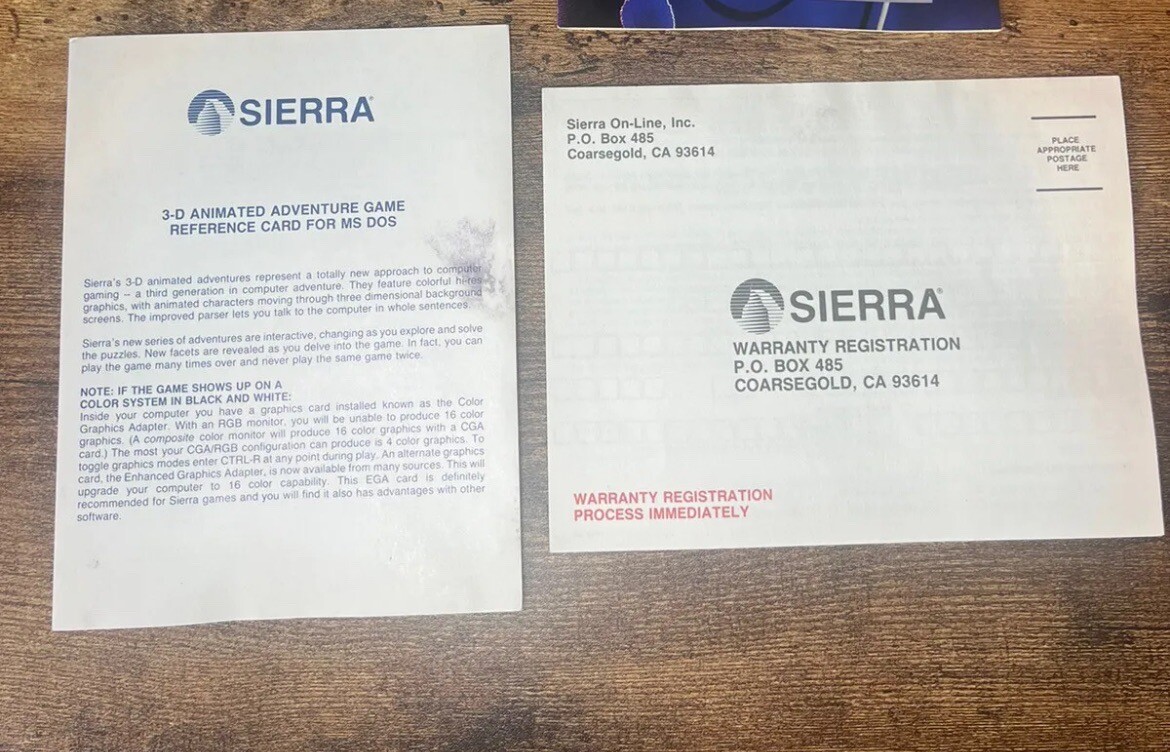 SIERRA®
3-D ANIMATED ADVENTURE GAME
REFERENCE CARD FOR MS DOS
Sierra's 3-D animated adventures represent a totally new approach to computer
gaming – a third generation in computer adventure. They feature colorful hi-res
graphics, with animated characters moving through three dimensional background
screens. The improved parser lets you talk to the computer in whole sentences.
Sierra's new series of adventures are interactive, changing as you explore and solve
the puzzles. New facets are revealed as you delve into the game. In fact, you can
play the game many times over and never play the same game twice.
NOTE: IF THE GAME SHOWS UP ON A
COLOR SYSTEM IN BLACK AND WHITE:
Inside your computer you have a graphics card installed known as the Color
Graphics Adapter. With an RGB monitor, you will be unable to produce 16 color
graphics. (A composite color monitor will produce 16 color graphics with a CGA
card.) The most your CGA/RGB configuration can produce is 4 color graphics. To
toggle graphics modes enter CTRL-R at any point during play. An alternate graphics
card, the Enhanced Graphics Adapter, is now available from many sources. This will
upgrade your computer to 16 color capability. This EGA card is definitely
recommended for Sierra games and you will find it also has advantages with other
software.
Sierra On-Line, Inc.
P.O. Box 485
Coarsegold, CA 93614
PLACE
APPROPRIATE
POSTAGE
HERE
SIERRA®
WARRANTY REGISTRATION
P.O. BOX 485
COARSEGOLD, CA 93614
WARRANTY REGISTRATION
PROCESS IMMEDIATELY